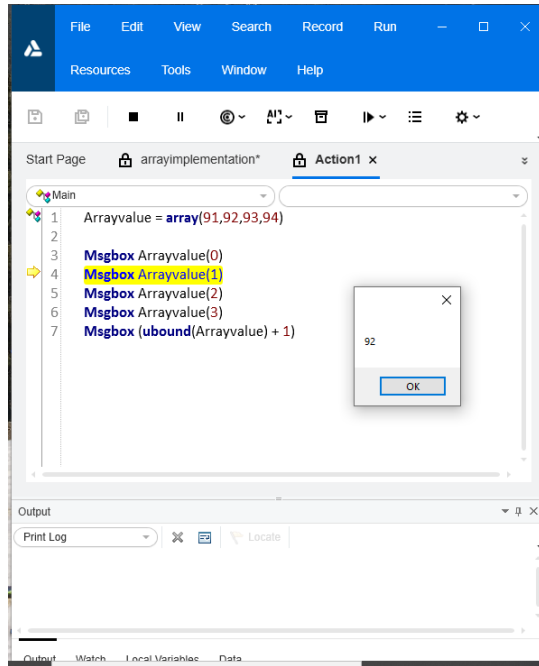 File Edit View Search Record Run
Resources Tools Window Help
Start Page arrayimplementation* Action1
Main
1 Arrayvalue = array(91,92,93,94)
2
3 Msgbox Arrayvalue(0)
4 Msgbox Arrayvalue(1)
5 Msgbox Arrayvalue(2)
6 Msgbox Arrayvalue(3)
7 Msgbox (ubound(Arrayvalue) + 1)
92
OK
Output
Print Log Locate
Output Watch Local Variables Data